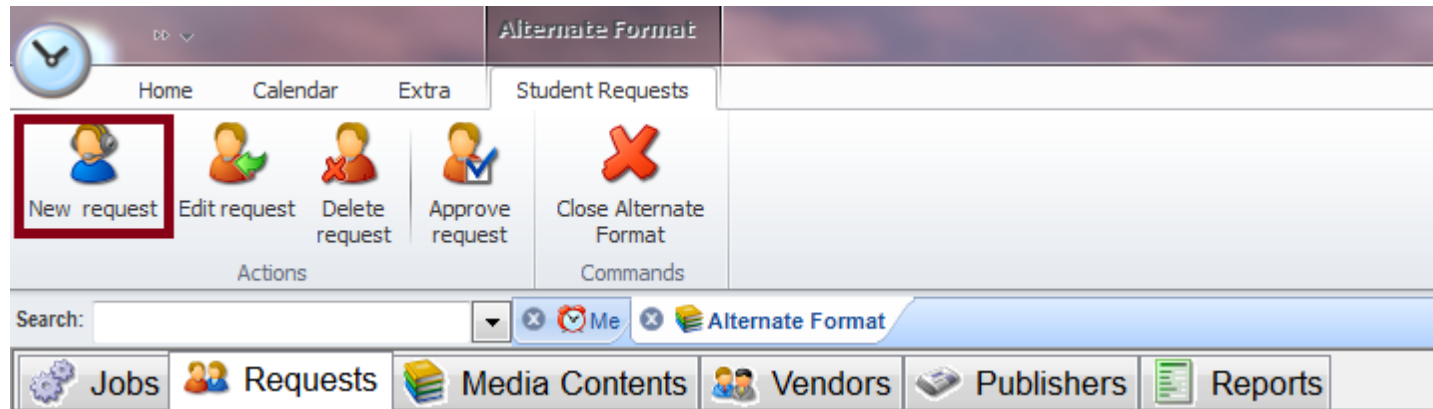 Alternate Format
Home Calendar Extra Student Requests
New request Edit request Delete request Approve request Close Alternate Format
Actions Commands
Search: Me Alternate Format
Jobs Requests Media Contents Vendors Publishers Reports